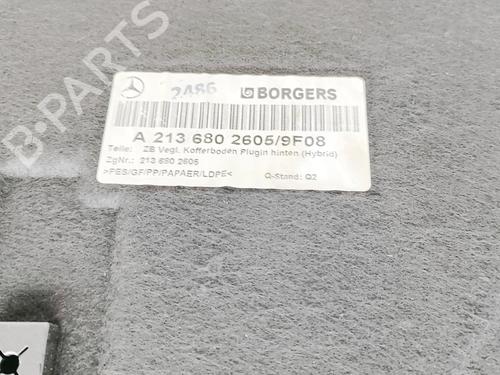 2186
BORGERS
A 213 680 2605/9F08
Teile: ZB Vegl. Kofferboden Plugin hinten (Hybrid)
ZgNr.: 213 680 2605
>PES/GF/PP/PAPAER/LDPE< Q-Stand: Q2
B-PARTS